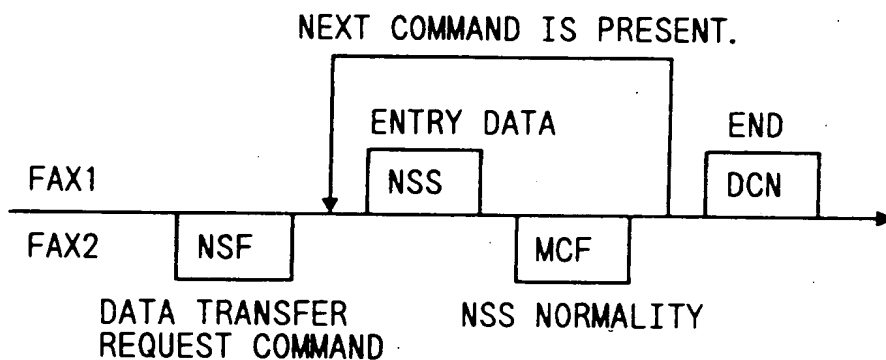 NEXT COMMAND IS PRESENT.
ENTRY DATA
END
FAX1
NSS
DCN
FAX2
NSF
MCF
DATA TRANSFER
REQUEST COMMAND
NSS NORMALITY